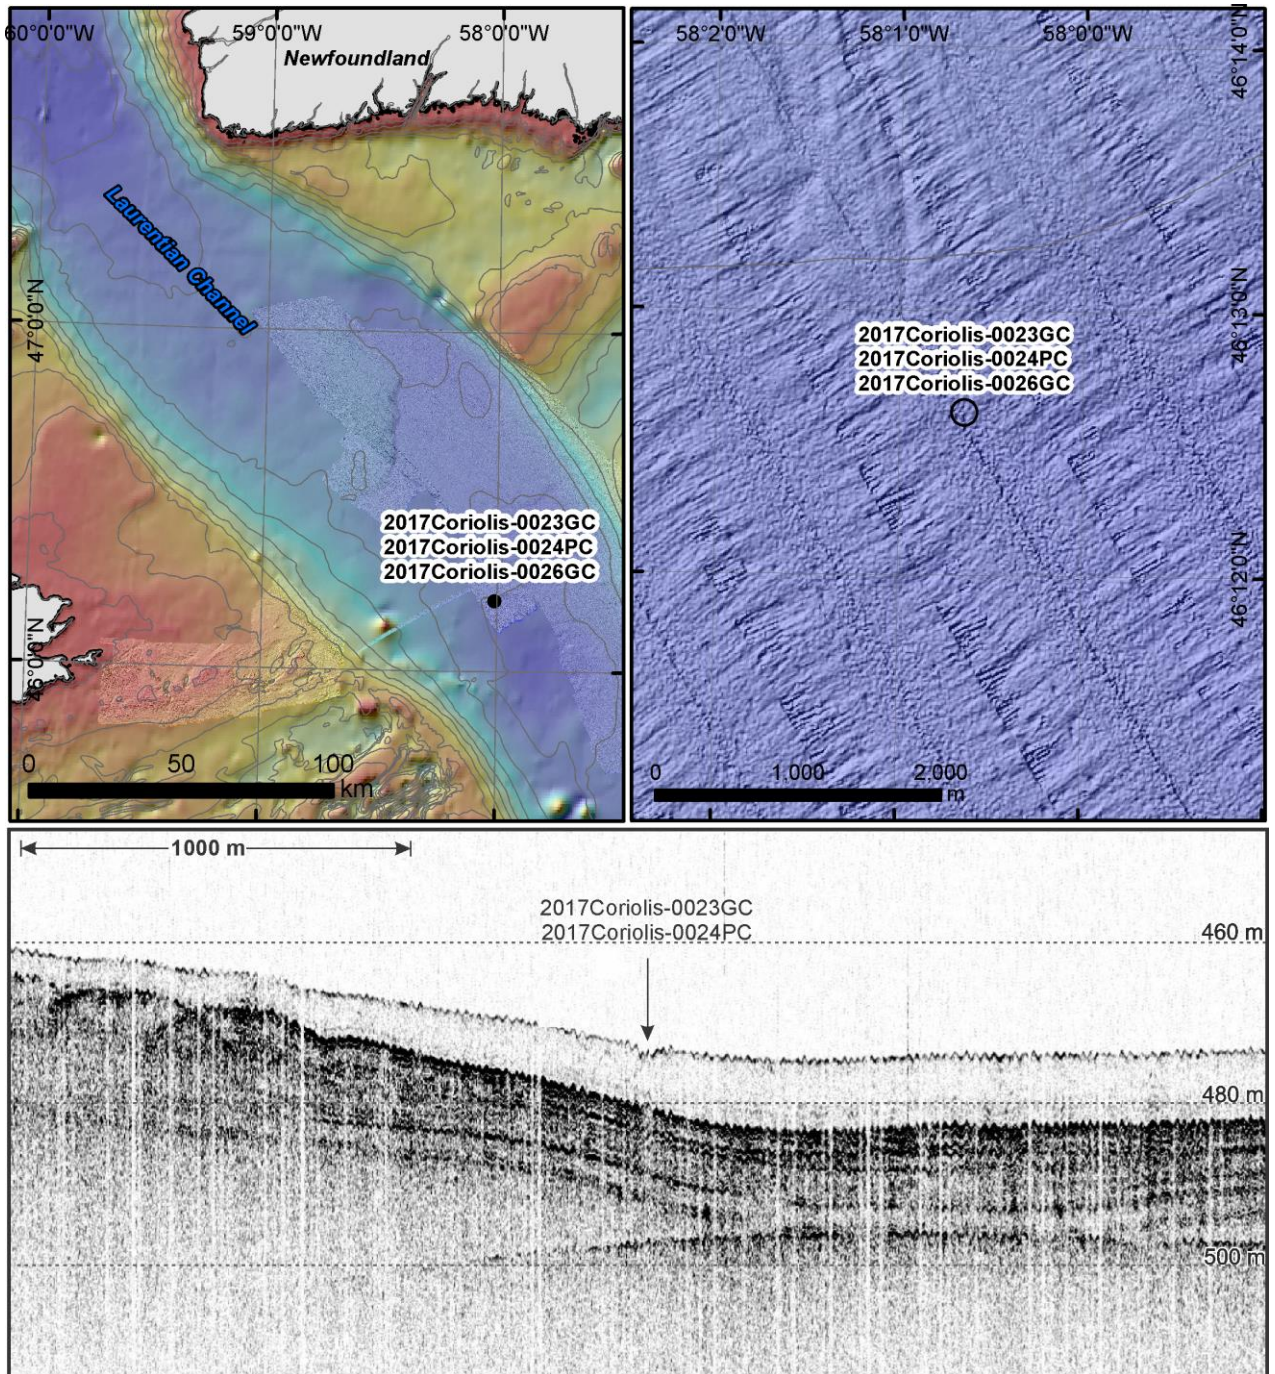 60°0'0"W
59°0'0"W
58°0'0"W
Newfoundland
Laurentian Channel
47°0'0"N
2017Coriolis-0023GC
2017Coriolis-0024PC
2017Coriolis-0026GC
46°0'0"N
0 50 100
km
58°2'0"W
58°1'0"W
58°0'0"W
46°14'0"N
46°13'0"N
2017Coriolis-0023GC
2017Coriolis-0024PC
2017Coriolis-0026GC
46°12'0"N
0 1,000 2,000
m
1000 m
2017Coriolis-0023GC
2017Coriolis-0024PC
460 m
480 m
500 m